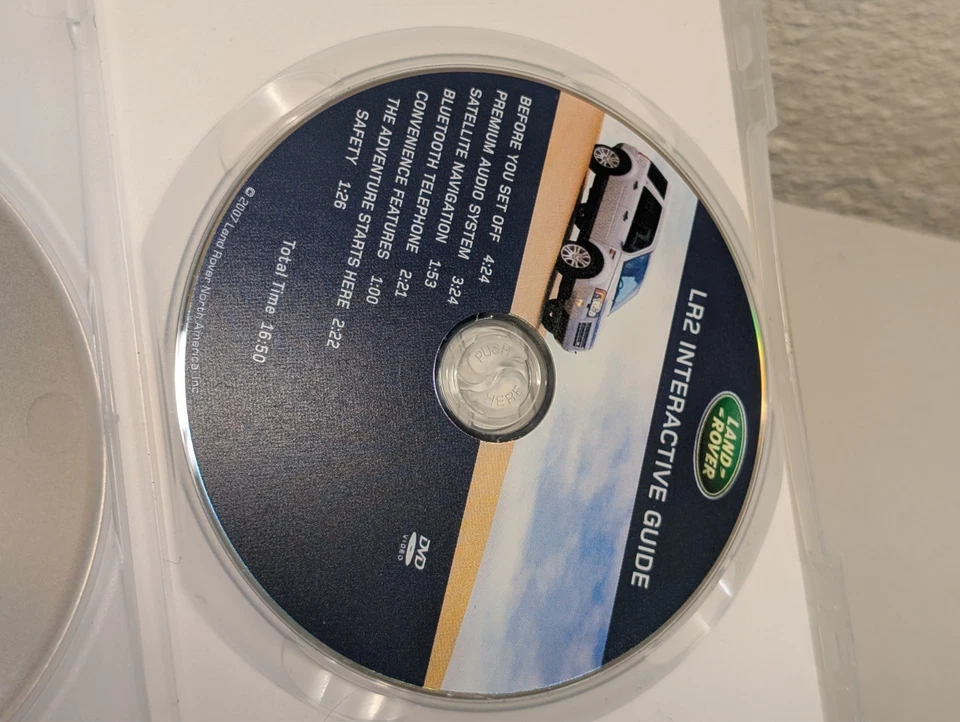 LAND-
-ROVER
LR2 INTERACTIVE GUIDE
PUSH
HERE
BEFORE YOU SET OFF 4:24
PREMIUM AUDIO SYSTEM 3:24
SATELLITE NAVIGATION 1:53
BLUETOOTH TELEPHONE 2:21
CONVENIENCE FEATURES 1:00
THE ADVENTURE STARTS HERE 2:22
SAFETY 1:26
Total Time 16:50
DVD
VIDEO
© 2007 Land Rover North America, Inc.